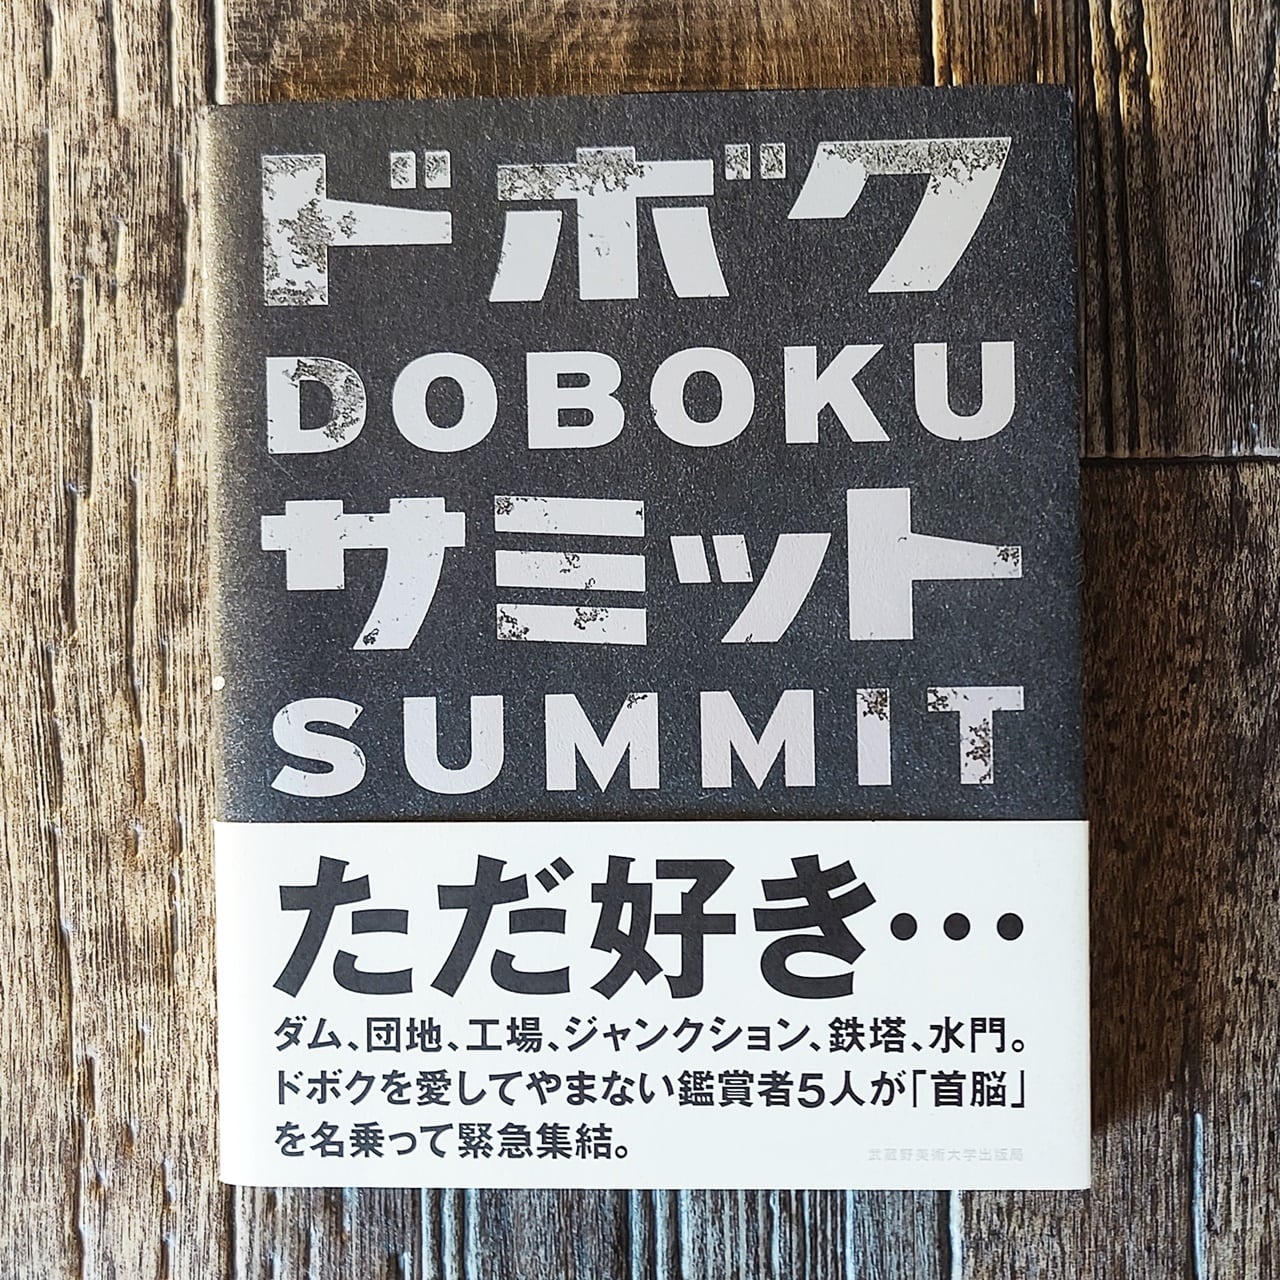 ドボク
DOBOKU
サミット
SUMMIT
ただ好き…
ダム、団地、工場、ジャンクション、鉄塔、水門。
ドボクを愛してやまない鑑賞者5人が「首脳」
を名乗って緊急集結。
武蔵野美術大学出版局